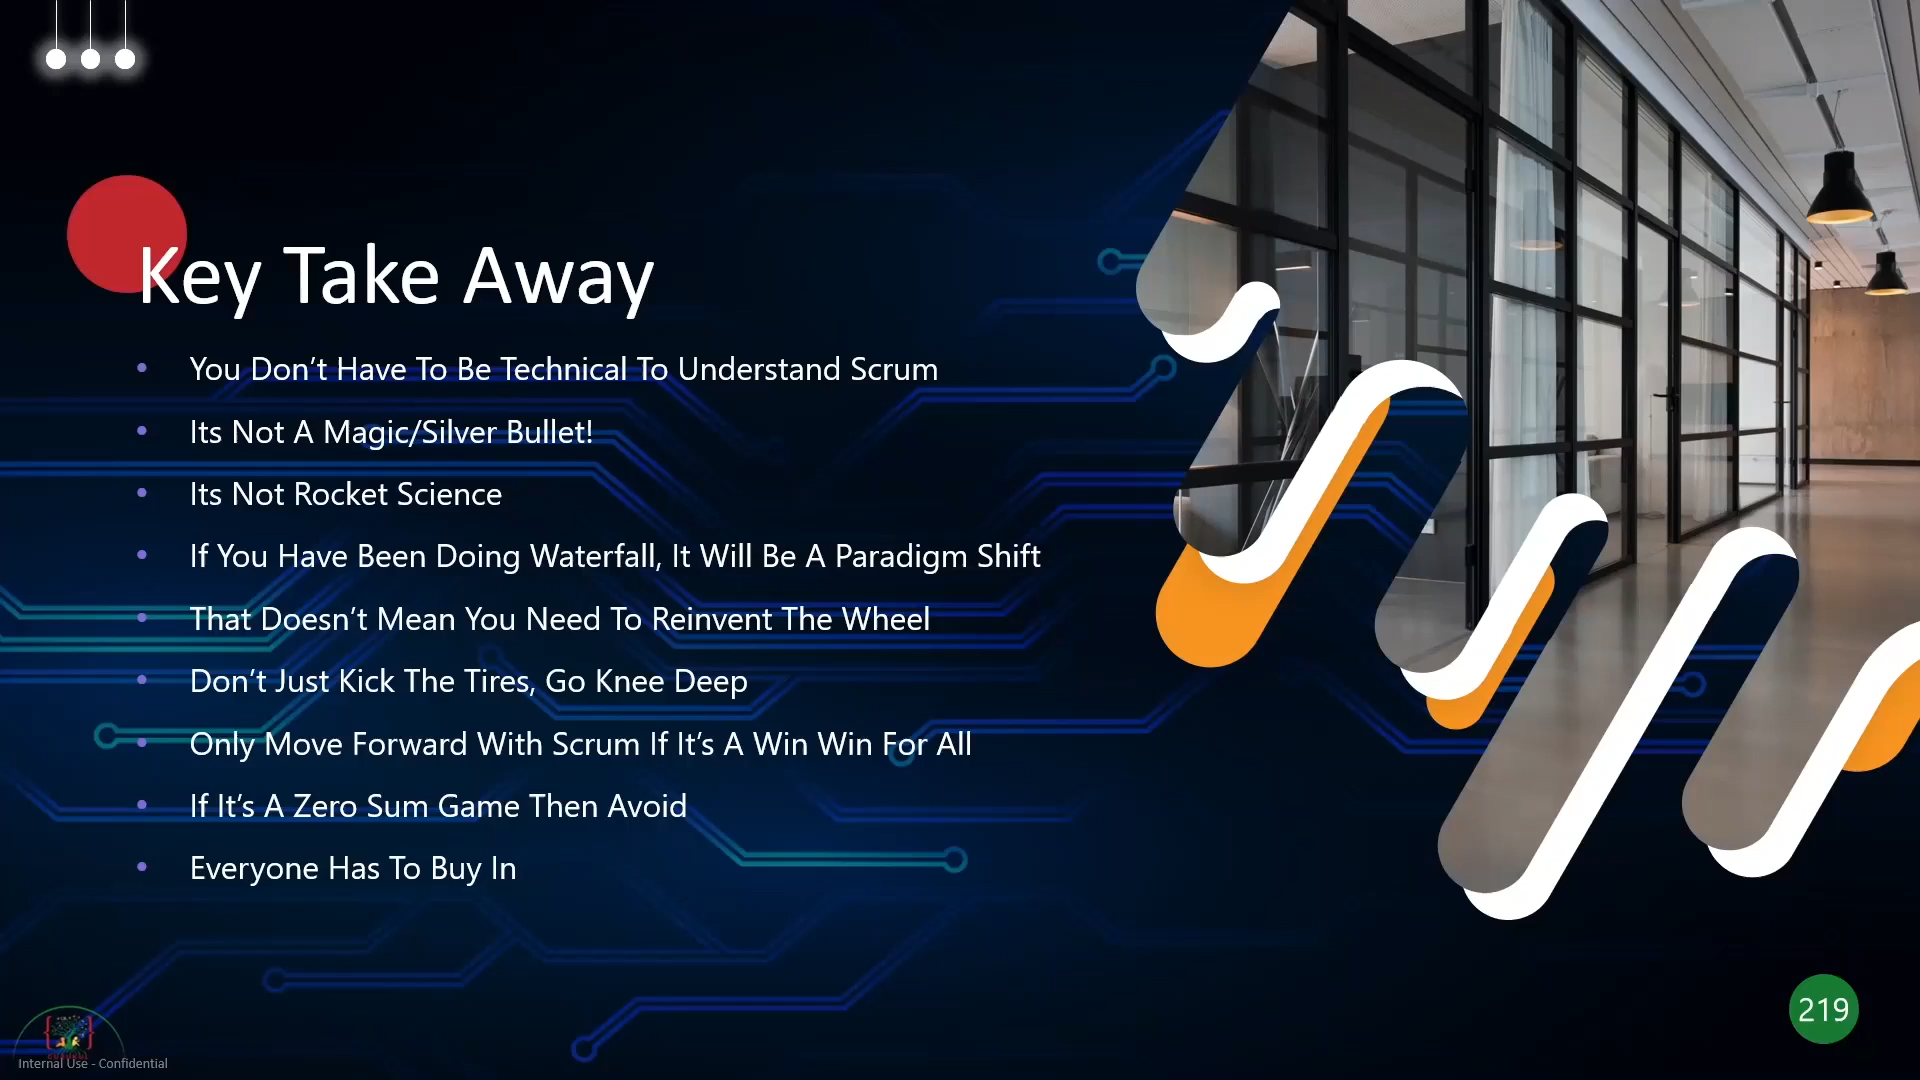 Key Take Away
• You Don’t Have To Be Technical To Understand Scrum
• Its Not A Magic/Silver Bullet!
• Its Not Rocket Science
• If You Have Been Doing Waterfall, It Will Be A Paradigm Shift
• That Doesn’t Mean You Need To Reinvent The Wheel
• Don’t Just Kick The Tires, Go Knee Deep
• Only Move Forward With Scrum If It’s A Win Win For All
• If It’s A Zero Sum Game Then Avoid
• Everyone Has To Buy In
219
Internal Use - Confidential